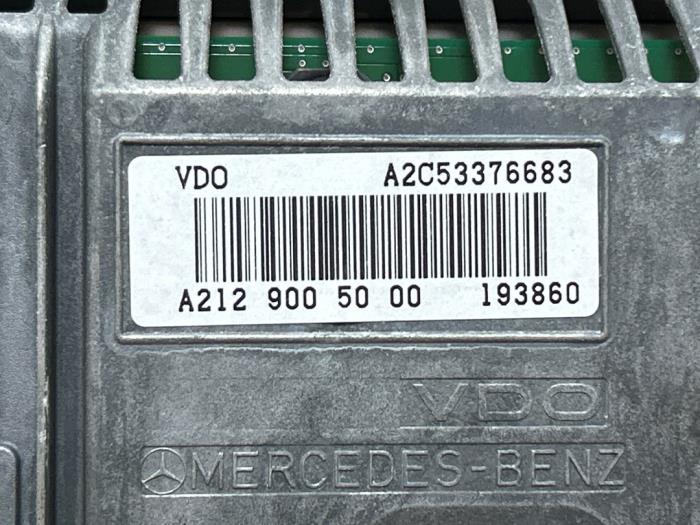 VDO A2C53376683
A212 900 50 00 193860
VDO
MERCEDES-BENZ